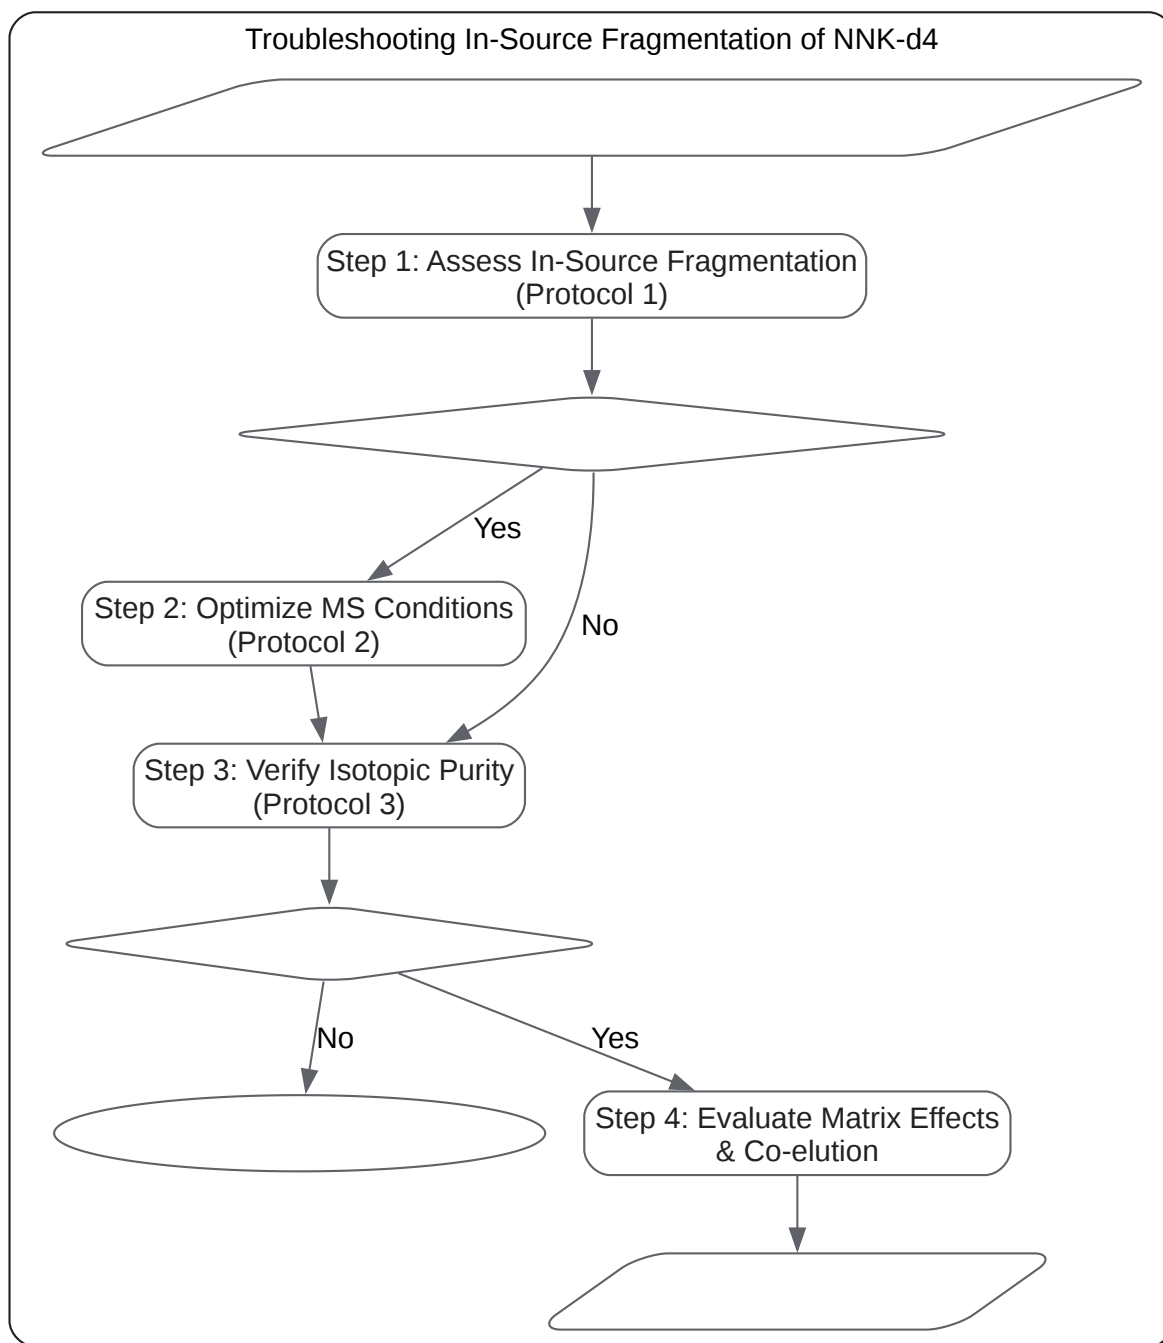 Troubleshooting In-Source Fragmentation of NNK-d4
Step 1: Assess In-Source Fragmentation
(Protocol 1)
Yes
Step 2: Optimize MS Conditions
(Protocol 2)
No
Step 3: Verify Isotopic Purity
(Protocol 3)
No
Yes
Step 4: Evaluate Matrix Effects
& Co-elution